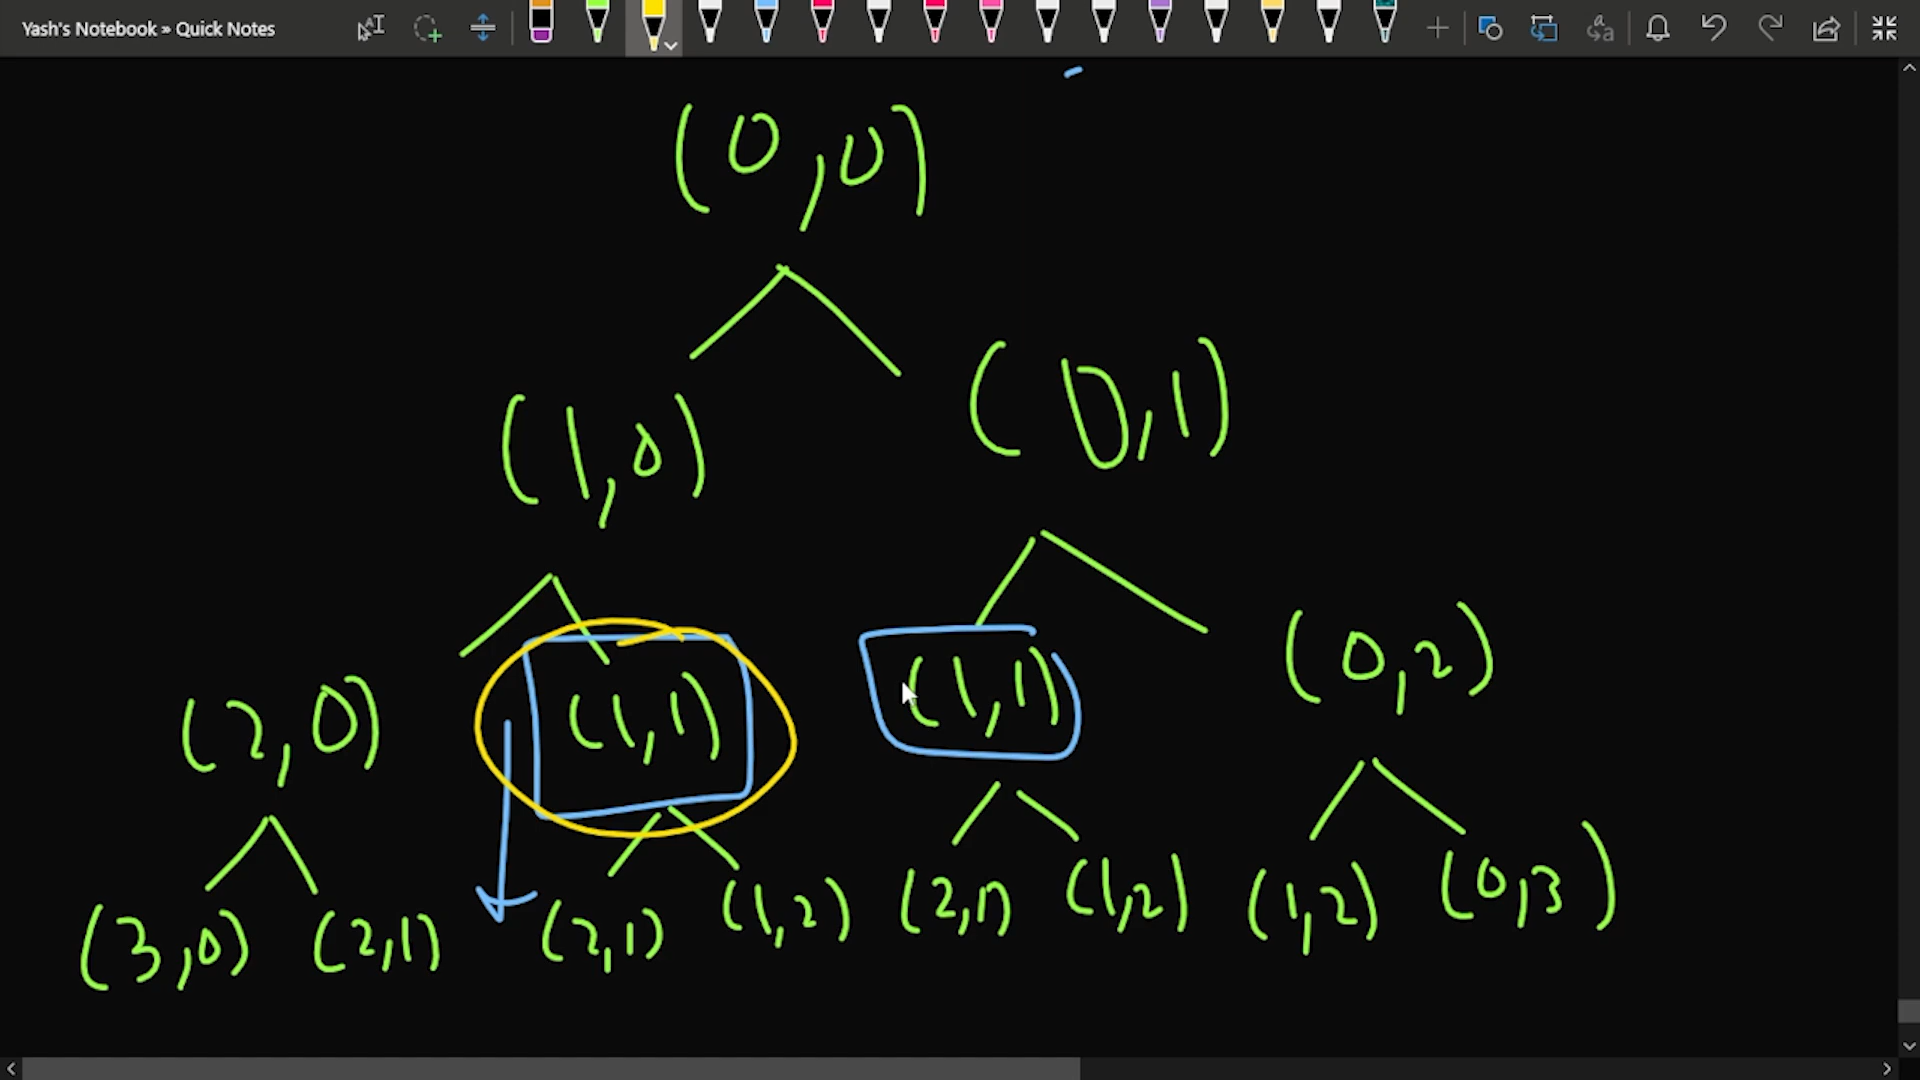 Yash's Notebook » Quick Notes
(0,0)
(1,0) (0,1)
(2,0) (1,1) (1,1) (0,2)
(3,0) (2,1) (2,1) (1,2) (2,1) (1,2) (1,2) (0,3)